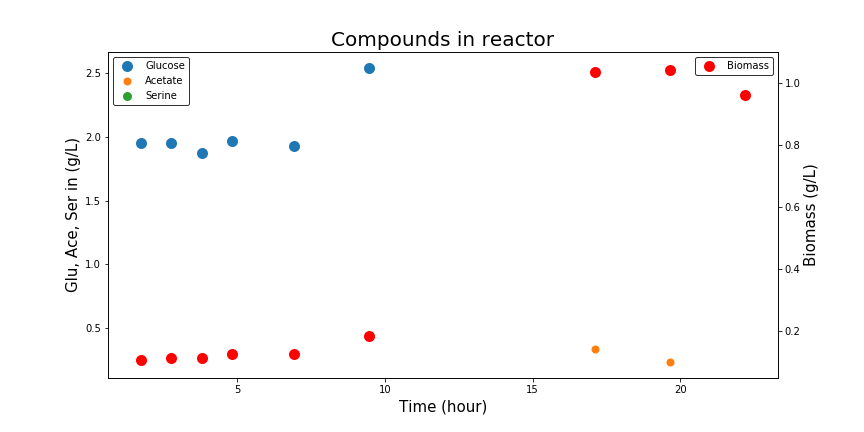 Compounds in reactor
Glucose
Acetate
Serine
Biomass
2.5
2.0
1.5
1.0
0.5
Glu, Ace, Ser in (g/L)
1.0
0.8
0.6
0.4
0.2
Biomass (g/L)
5
10
15
20
Time (hour)